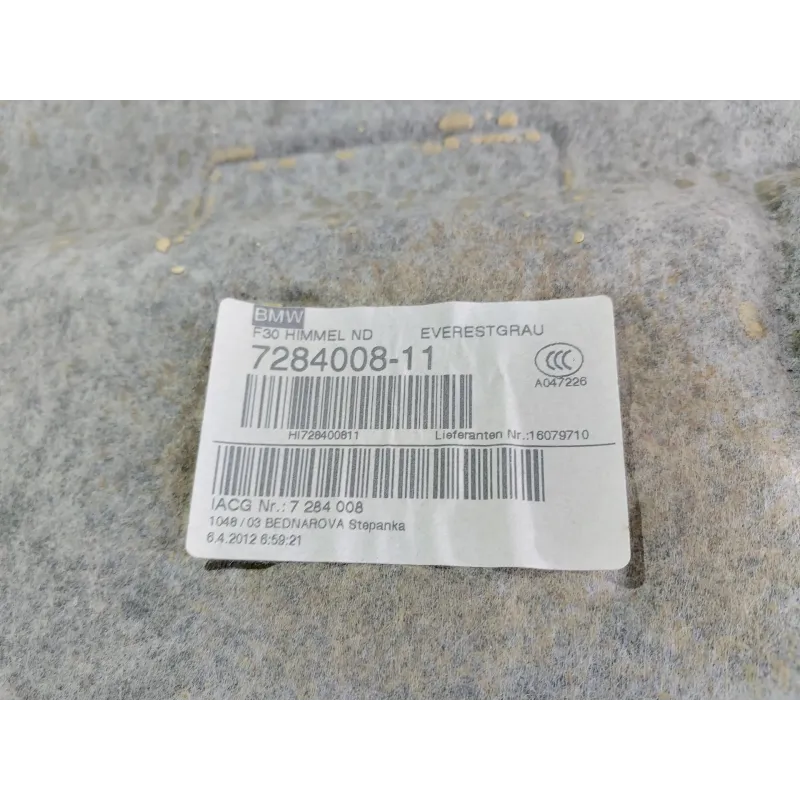 BMW
F30 HIMMEL ND EVERESTGRAU
7284008-11
CCC
A047226
HI728400811 Lieferanten Nr.:16079710
IACG Nr.: 7 284 008
1048 / 03 BEDNAROVA Stepanka
6.4.2012 6:59:21